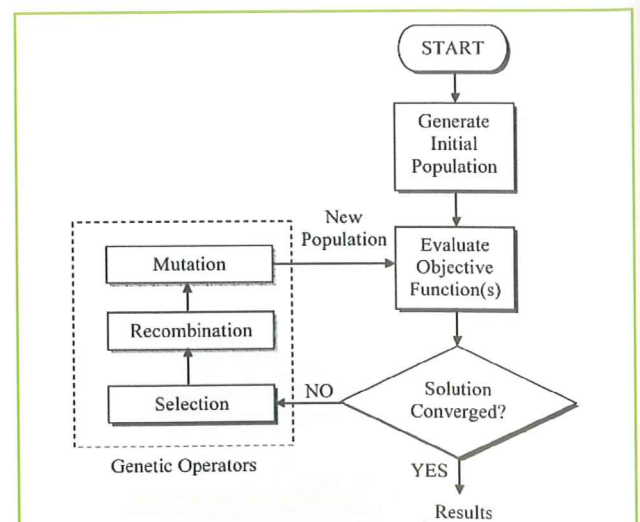 START
Generate
Initial
Population
New
Population
Evaluate
Objective
Function(s)
Mutation
Recombination
Selection
NO
Solution
Converged?
Genetic Operators
YES
Results